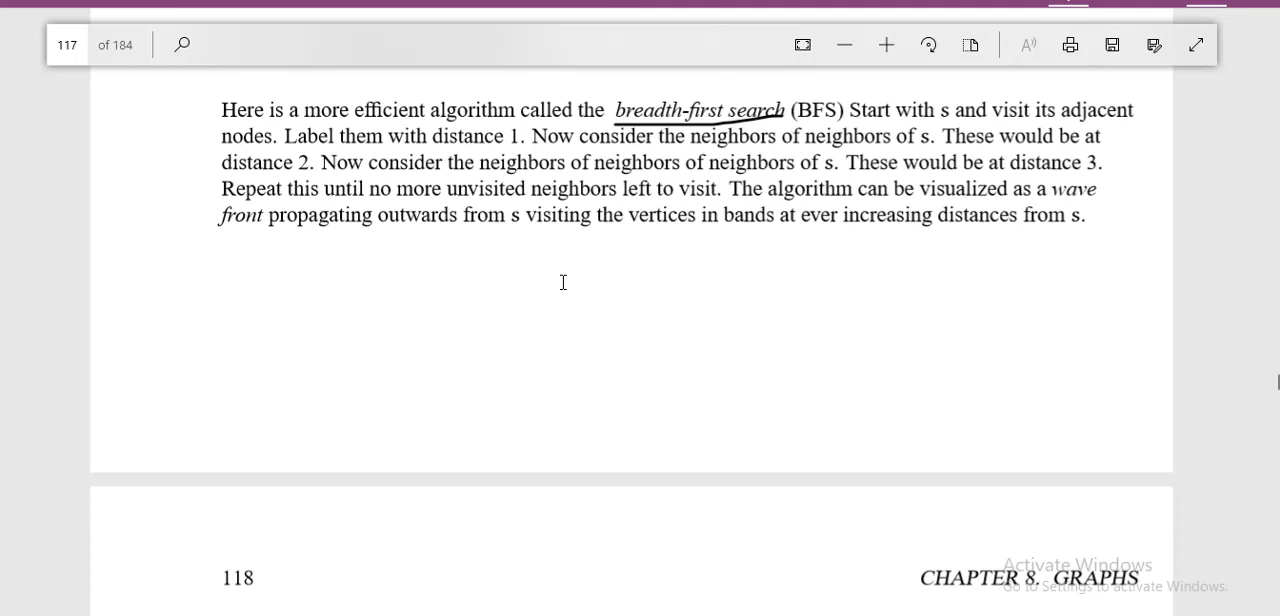 117 of 184
Here is a more efficient algorithm called the breadth-first search (BFS) Start with s and visit its adjacent
nodes. Label them with distance 1. Now consider the neighbors of neighbors of s. These would be at
distance 2. Now consider the neighbors of neighbors of neighbors of s. These would be at distance 3.
Repeat this until no more unvisited neighbors left to visit. The algorithm can be visualized as a wave
front propagating outwards from s visiting the vertices in bands at ever increasing distances from s.
Activate Windows
118 CHAPTER 8. GRAPHS
Go to Settings to activate Windows.